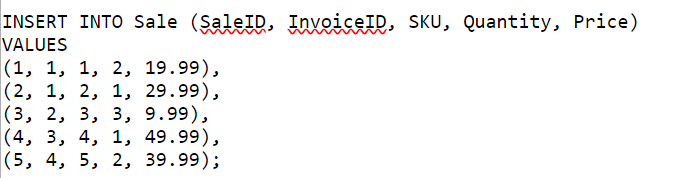 INSERT INTO Sale (SaleID, InvoiceID, SKU, Quantity, Price)
VALUES
(1, 1, 1, 2, 19.99),
(2, 1, 2, 1, 29.99),
(3, 2, 3, 3, 9.99),
(4, 3, 4, 1, 49.99),
(5, 4, 5, 2, 39.99);